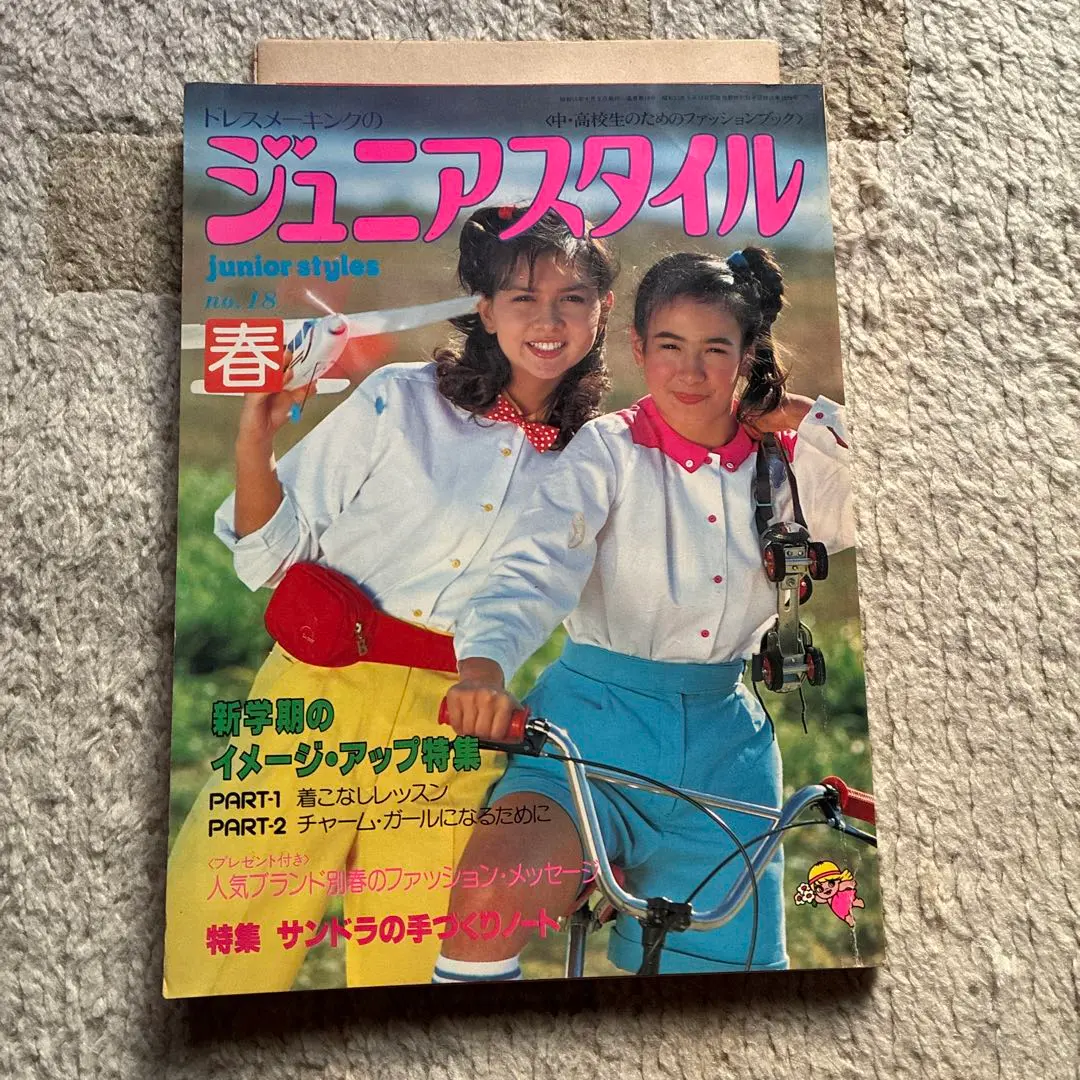 ドレスメーキングの
〈中・高校生のためのファッションブック〉
ジュニアスタイル
junior styles
no.18
春
新学期の
イメージ・アップ特集
PART-1 着こなしレッスン
PART-2 チャーム・ガールになるために
〈プレゼント付き〉
人気ブランド別春のファッション・メッセージ
特集 サンドラの手づくりノート